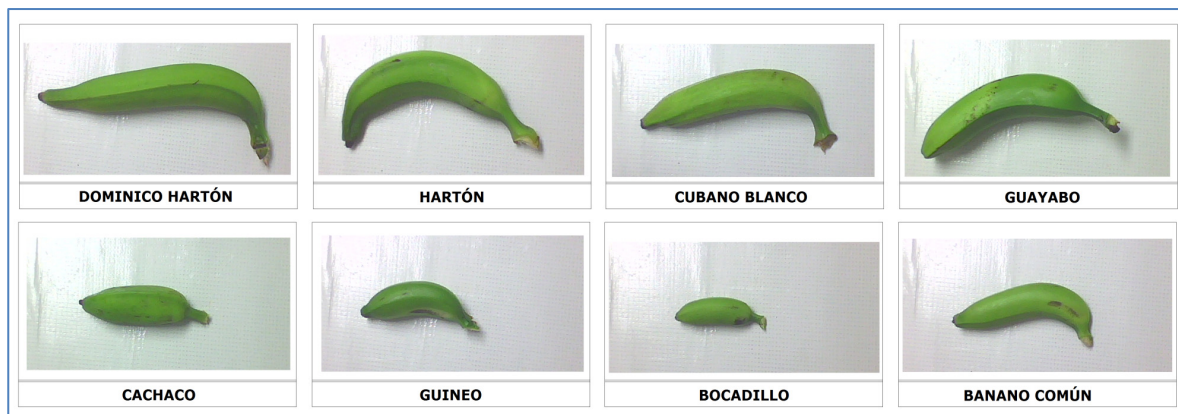 DOMINICO HARTÓN
HARTÓN
CUBANO BLANCO
GUAYABO
CACHACO
GUINEO
BOCADILLO
BANANO COMÚN